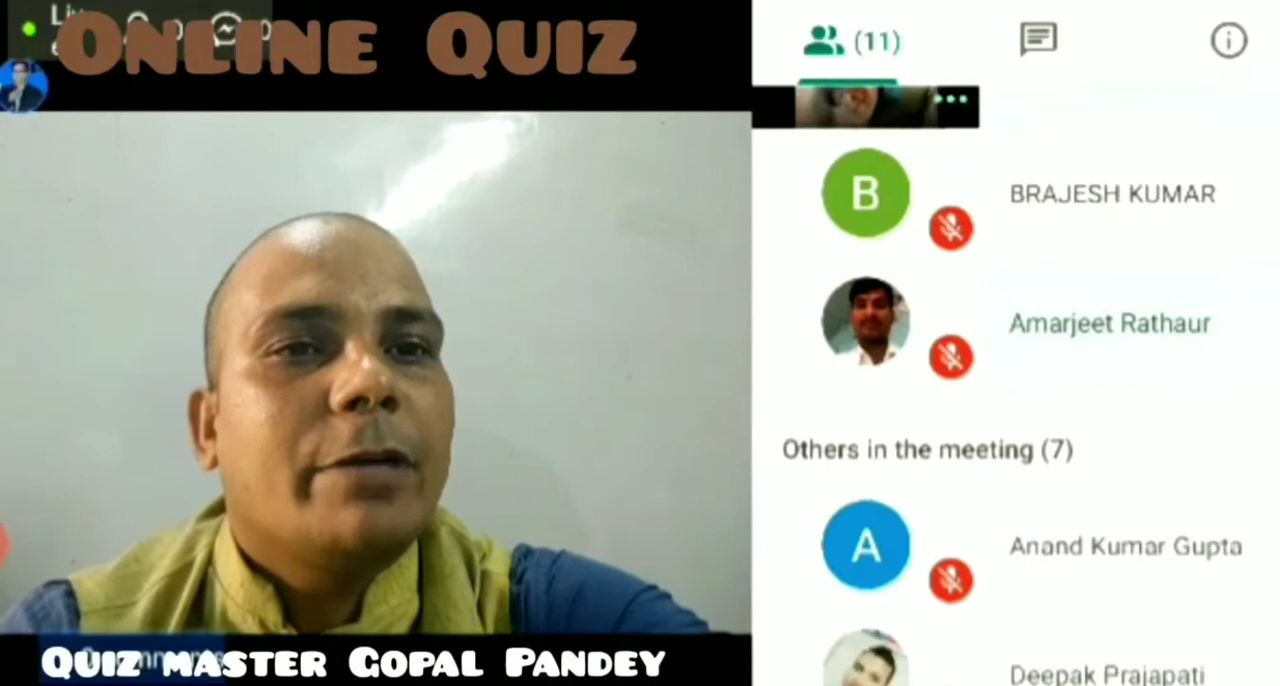 ONLINE QUIZ
(11)
B
BRAJESH KUMAR
Amarjeet Rathaur
Others in the meeting (7)
A
Anand Kumar Gupta
Deepak Prajapati
QUIZ MASTER GOPAL PANDEY